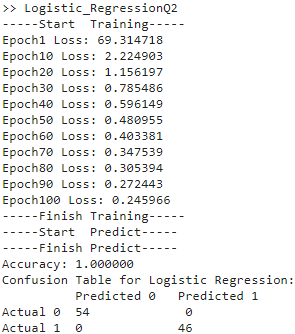 >> Logistic_RegressionQ2
-----Start  Training-----
Epoch1 Loss: 69.314718
Epoch10 Loss: 2.224903
Epoch20 Loss: 1.156197
Epoch30 Loss: 0.785486
Epoch40 Loss: 0.596149
Epoch50 Loss: 0.480955
Epoch60 Loss: 0.403381
Epoch70 Loss: 0.347539
Epoch80 Loss: 0.305394
Epoch90 Loss: 0.272443
Epoch100 Loss: 0.245966
-----Finish Training-----
-----Start  Predict-----
-----Finish Predict-----
Accuracy: 1.000000
Confusion Table for Logistic Regression:
          Predicted 0   Predicted 1
Actual 0  54             0
Actual 1  0             46